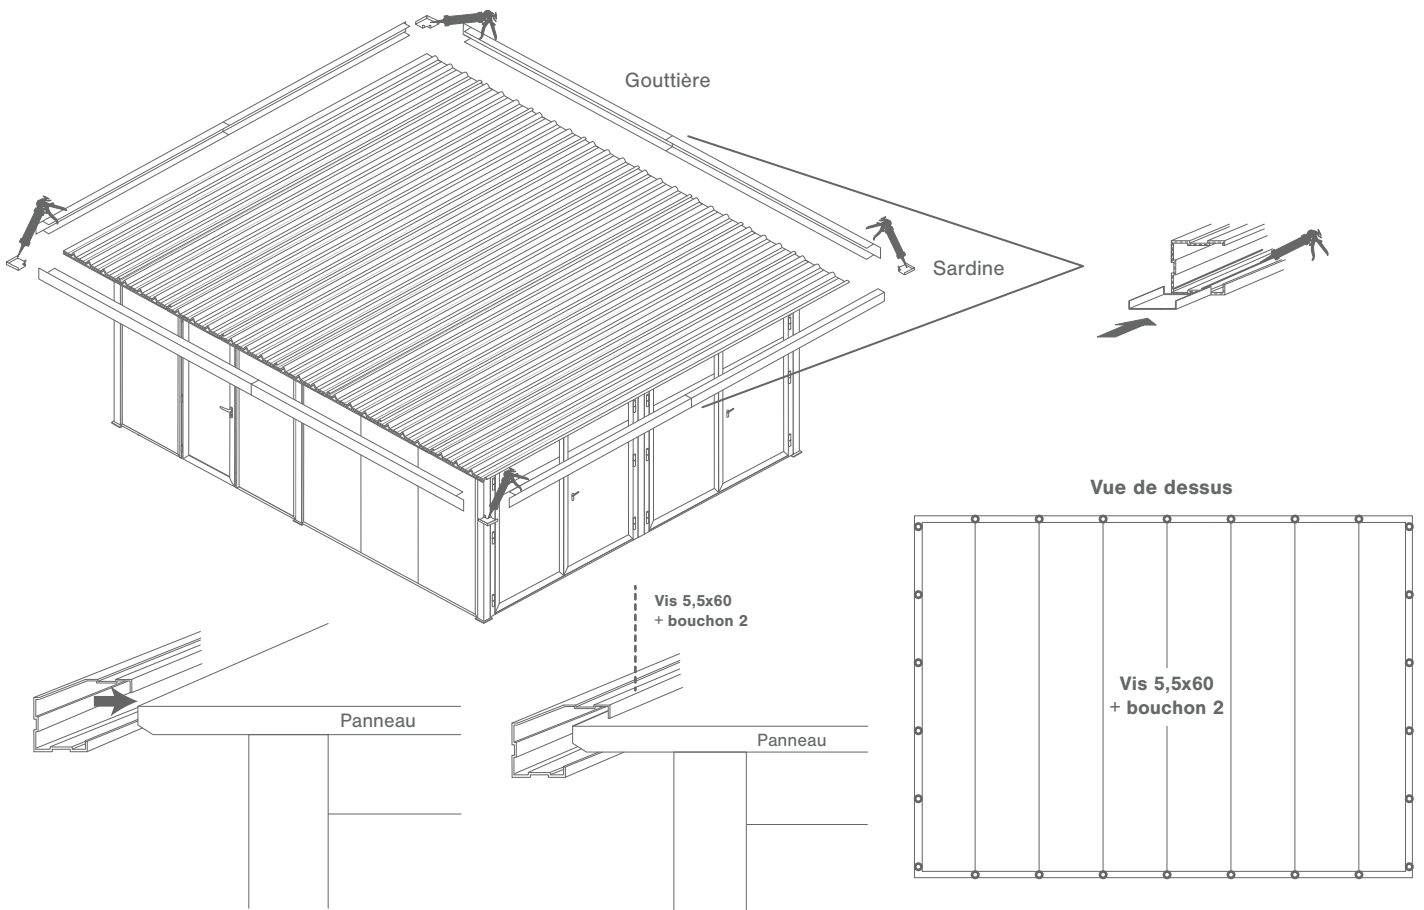 Gouttière
Sardine
Vue de dessus
Vis 5,5x60
+ bouchon 2
Panneau
Panneau
Vis 5,5x60
+ bouchon 2